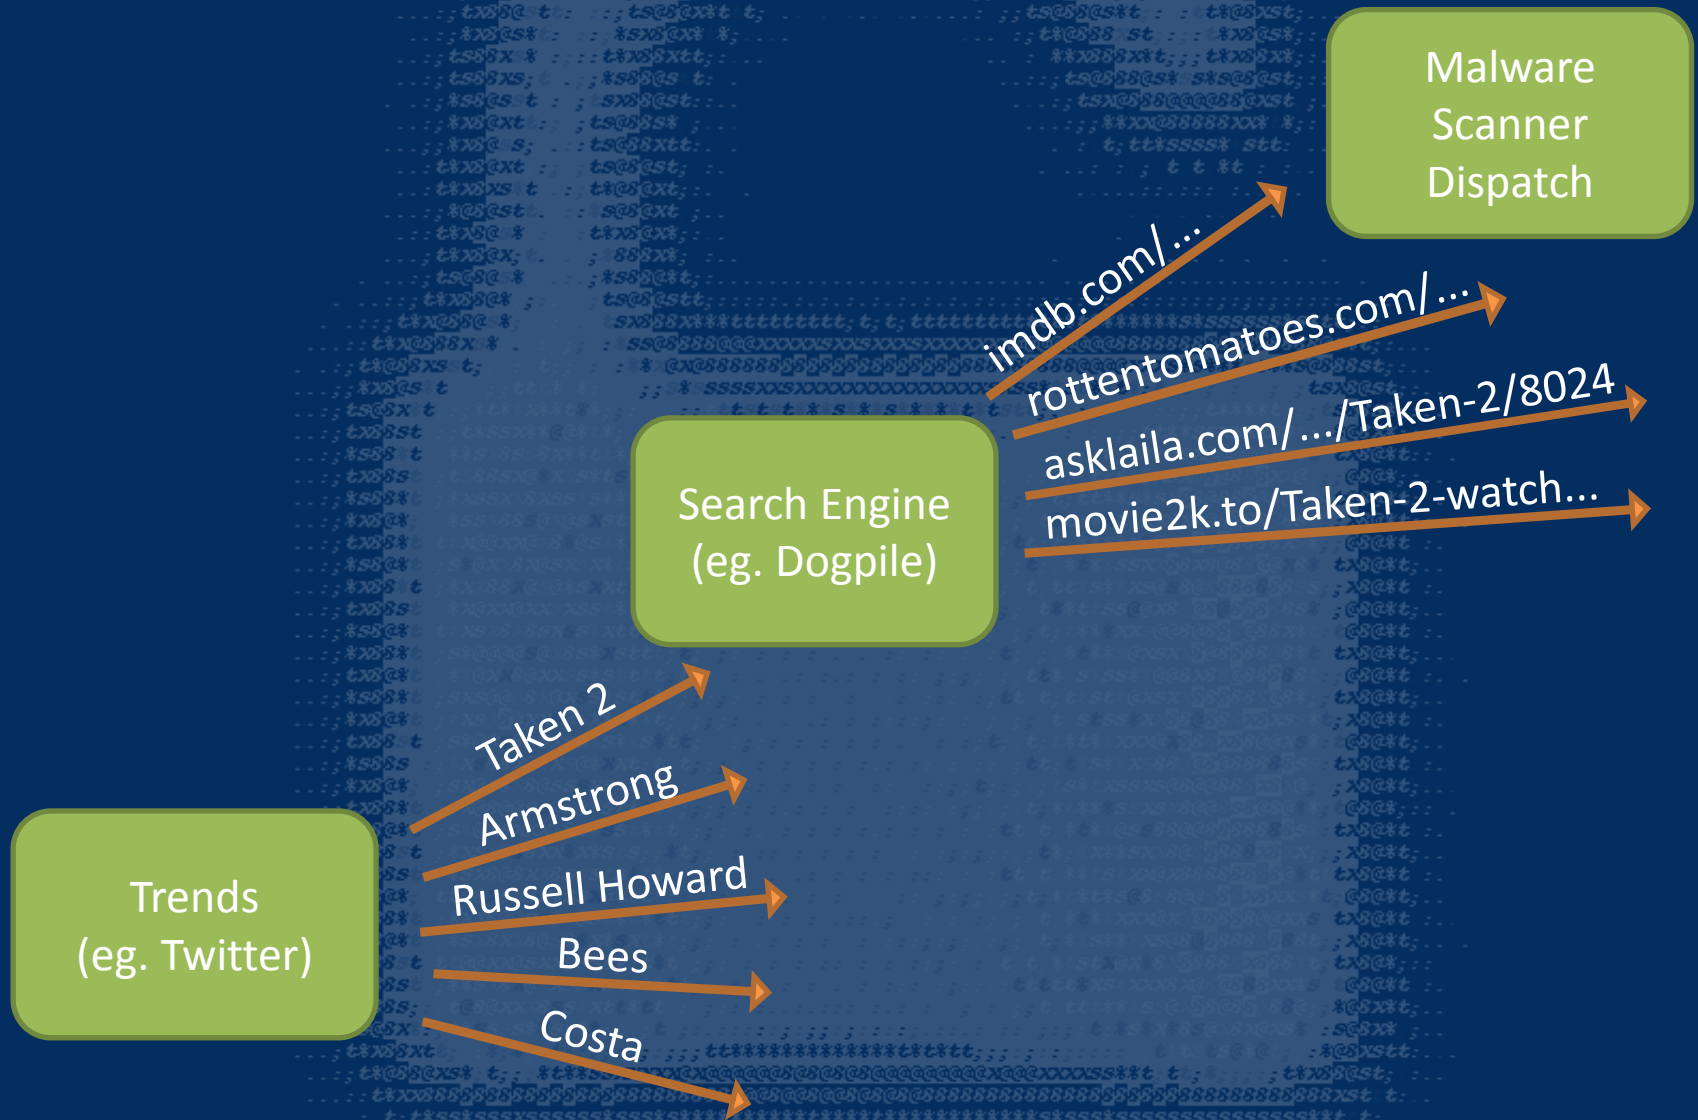 Malware
Scanner
Dispatch
imdb.com/...
rottentomatoes.com/...
asklaila.com/.../Taken-2/8024
movie2k.to/Taken-2-watch...
Search Engine
(eg. Dogpile)
Taken 2
Armstrong
Russell Howard
Bees
Costa
Trends
(eg. Twitter)